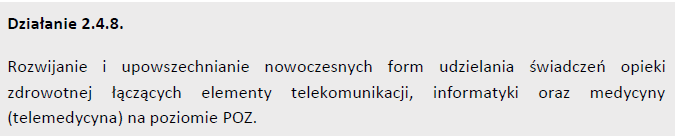 Działanie 2.4.8.
Rozwijanie i upowszechnianie nowoczesnych form udzielania świadczeń opieki
zdrowotnej łączących elementy telekomunikacji, informatyki oraz medycyny
(telemedycyna) na poziomie POZ.